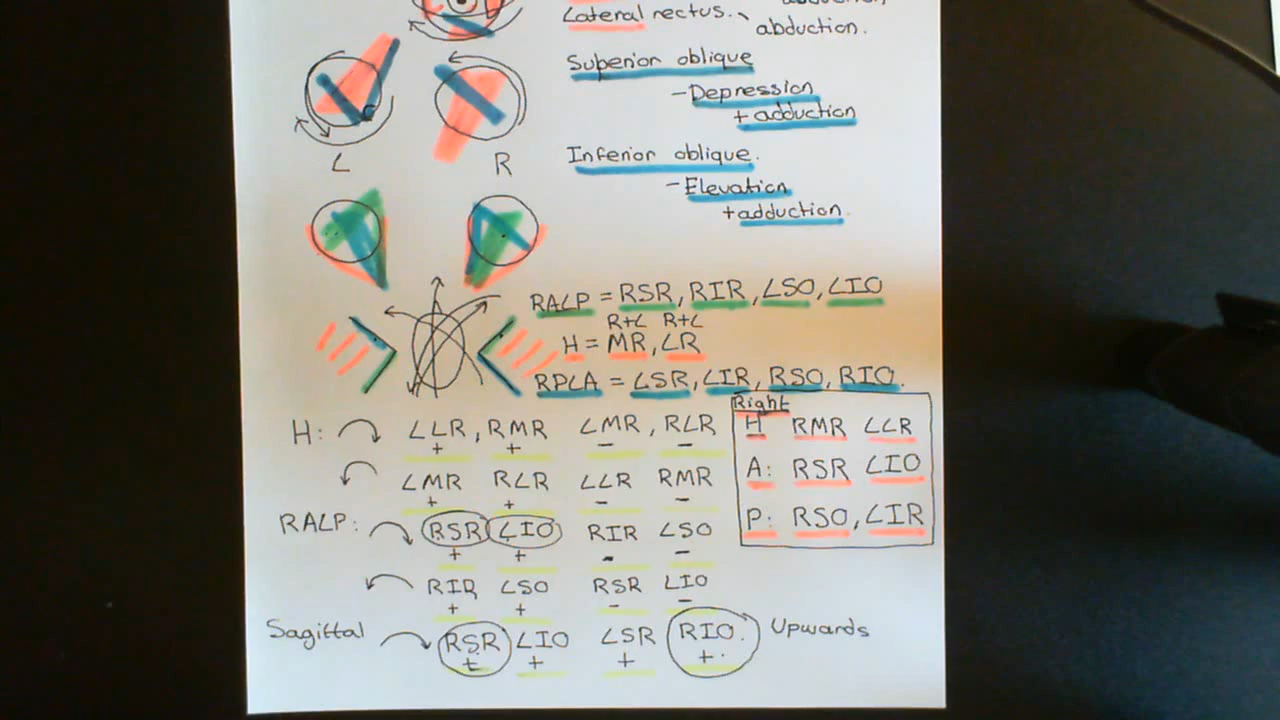 Lateral rectus.
abduction.
Superior oblique
- Depression
+ adduction
Inferior oblique.
- Elevation
+ adduction.
L R
RALP = RSR, RIR, LSO, LIO
R+L R+L
H = MR, LR
RPLA = LSR, LIR, RSO, RIO.
H: LLR, RMR LMR, RLR
+ + - -
LMR RLR LLR RMR
+ + - -
RALP: RSR LIO RIR LSO
+ + - -
RIR LSO RSR LIO
+ + - -
Sagittal RSR LIO LSR RIO. Upwards
+ + + +.
Right
H RMR LLR
A: RSR LIO
P: RSO, LIR